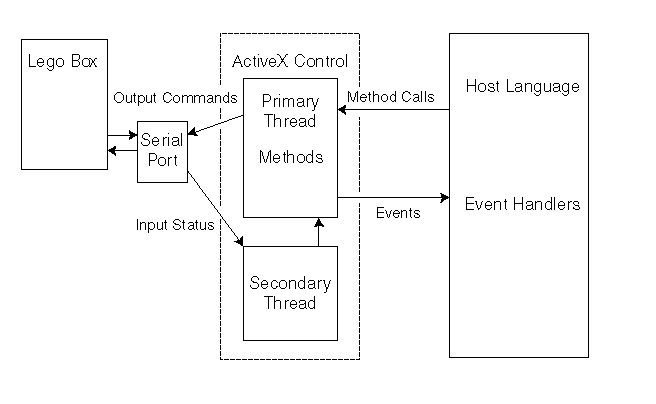 Lego Box
ActiveX Control
Host Language
Output Commands
Primary
Thread
Methods
Method Calls
Serial
Port
Events
Event Handlers
Input Status
Secondary
Thread